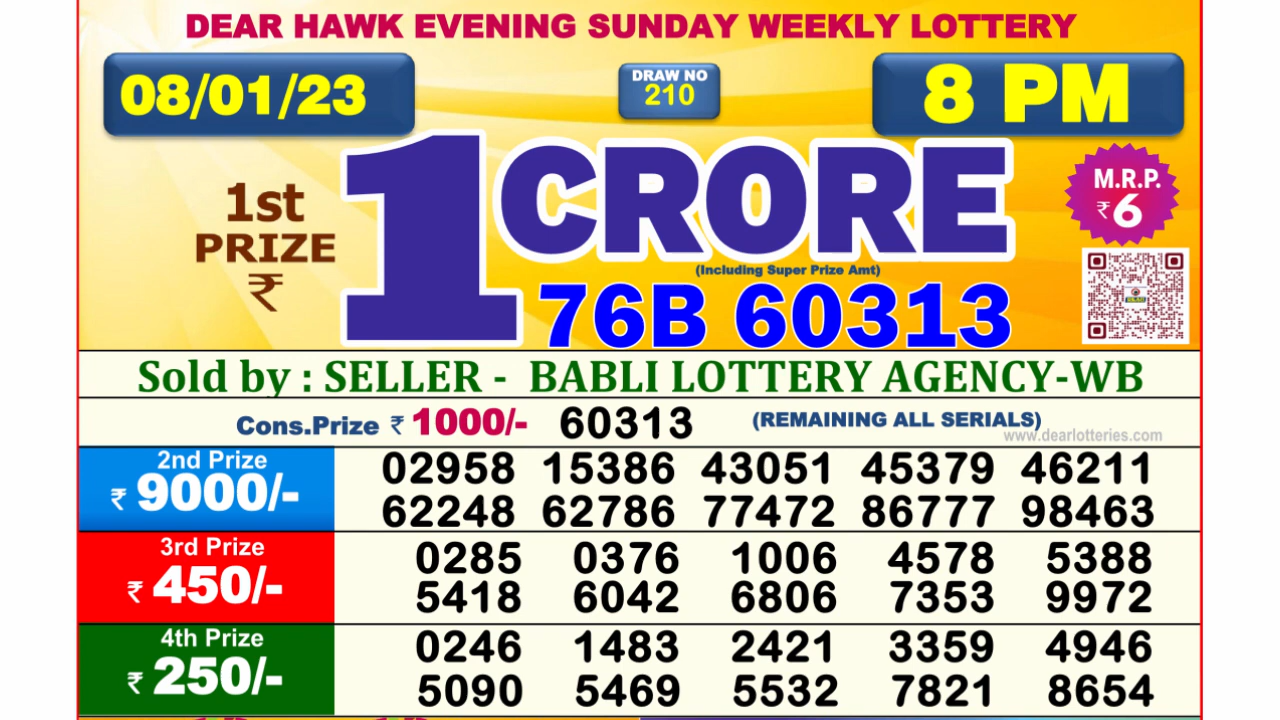 DEAR HAWK EVENING SUNDAY WEEKLY LOTTERY
08/01/23
DRAW NO
210
8 PM
1st
PRIZE
₹
1 CRORE
(Including Super Prize Amt)
76B 60313
M.R.P.
₹ 6
Sold by : SELLER - BABLI LOTTERY AGENCY-WB
Cons.Prize ₹ 1000/- 60313 (REMAINING ALL SERIALS)
www.dearlotteries.com
2nd Prize
₹ 9000/-
02958 15386 43051 45379 46211
62248 62786 77472 86777 98463
3rd Prize
₹ 450/-
0285 0376 1006 4578 5388
5418 6042 6806 7353 9972
4th Prize
₹ 250/-
0246 1483 2421 3359 4946
5090 5469 5532 7821 8654